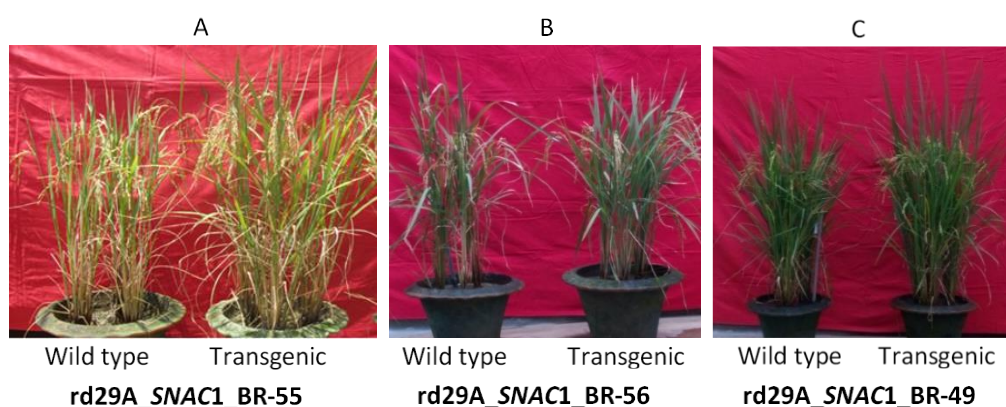 A B C
Wild type Transgenic Wild type Transgenic Wild type Transgenic
rd29A_SNAC1_BR-55 rd29A_SNAC1_BR-56 rd29A_SNAC1_BR-49